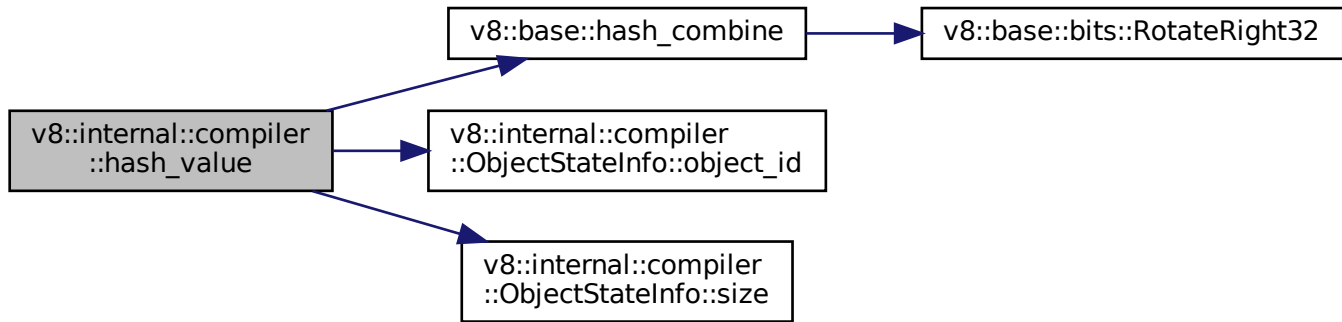 v8::base::hash_combine
v8::base::bits::RotateRight32
v8::internal::compiler
::hash_value
v8::internal::compiler
::ObjectStateInfo::object_id
v8::internal::compiler
::ObjectStateInfo::size